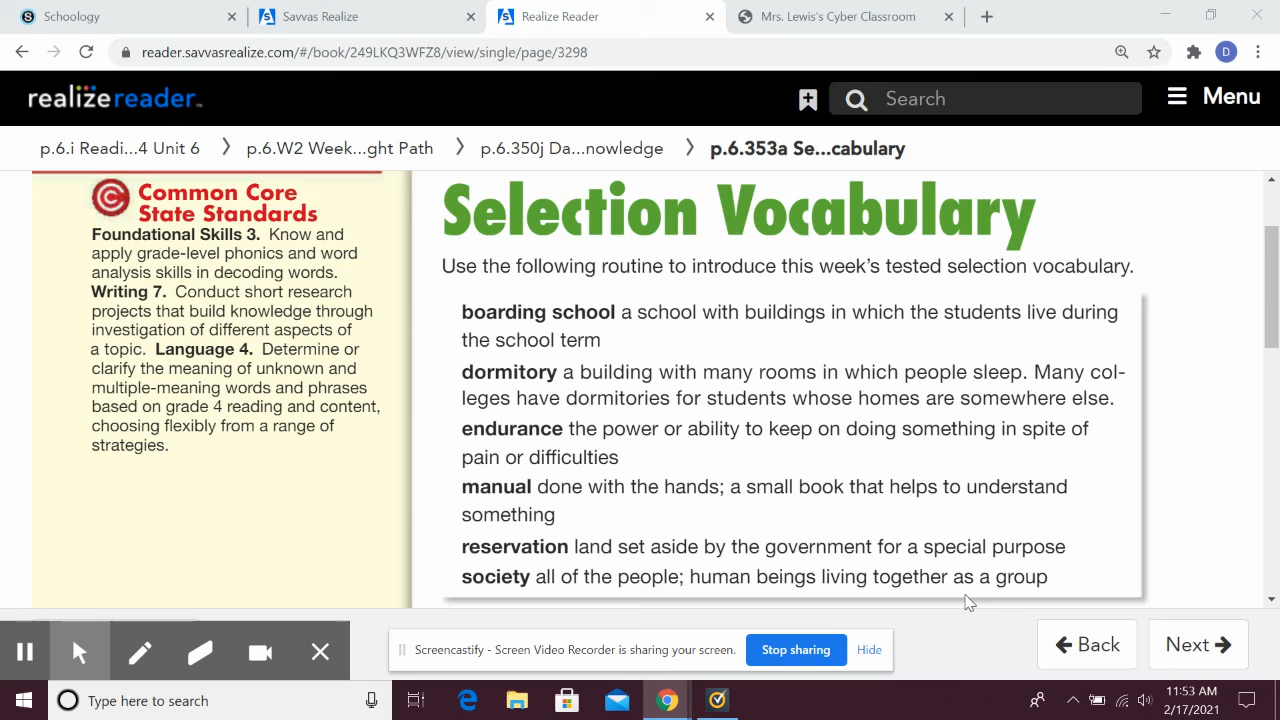 Schoology
Savvas Realize
Realize Reader
Mrs. Lewis's Cyber Classroom
reader.savvasrealize.com/#/book/249LKQ3WFZ8/view/single/page/3298
D
realizereader
Search
Menu
p.6.i Readi...4 Unit 6
p.6.W2 Week...ght Path
p.6.350j Da...nowledge
p.6.353a Se...cabulary
Common Core
State Standards
Foundational Skills 3. Know and
apply grade-level phonics and word
analysis skills in decoding words.
Writing 7. Conduct short research
projects that build knowledge through
investigation of different aspects of
a topic. Language 4. Determine or
clarify the meaning of unknown and
multiple-meaning words and phrases
based on grade 4 reading and content,
choosing flexibly from a range of
strategies.
Selection Vocabulary
Use the following routine to introduce this week's tested selection vocabulary.
boarding school a school with buildings in which the students live during
the school term
dormitory a building with many rooms in which people sleep. Many col-
leges have dormitories for students whose homes are somewhere else.
endurance the power or ability to keep on doing something in spite of
pain or difficulties
manual done with the hands; a small book that helps to understand
something
reservation land set aside by the government for a special purpose
society all of the people; human beings living together as a group
Screencastify - Screen Video Recorder is sharing your screen.
Stop sharing
Hide
Back
Next
Type here to search
11:53 AM
2/17/2021